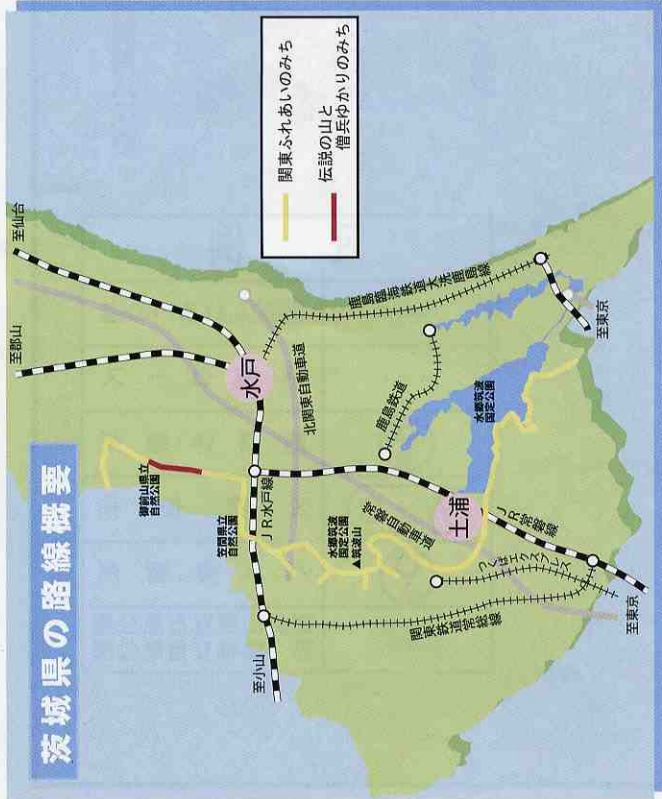 茨城県の路線概要
関東ふれあいのみち
伝説の山と
僧兵ゆかりのみち
至仙台
至郡山
水戸
北関東自動車道
鹿島臨海鉄道大洗鹿島線
鹿島鉄道
水郷筑波
国定公園
至東京
御前山県立
自然公園
笠間県立
自然公園
JR水戸線
水郷筑波
国定公園
▲筑波山
常磐自動車道
土浦
JR常磐線
つくばエクスプレス
関東鉄道常総線
至小山
至東京